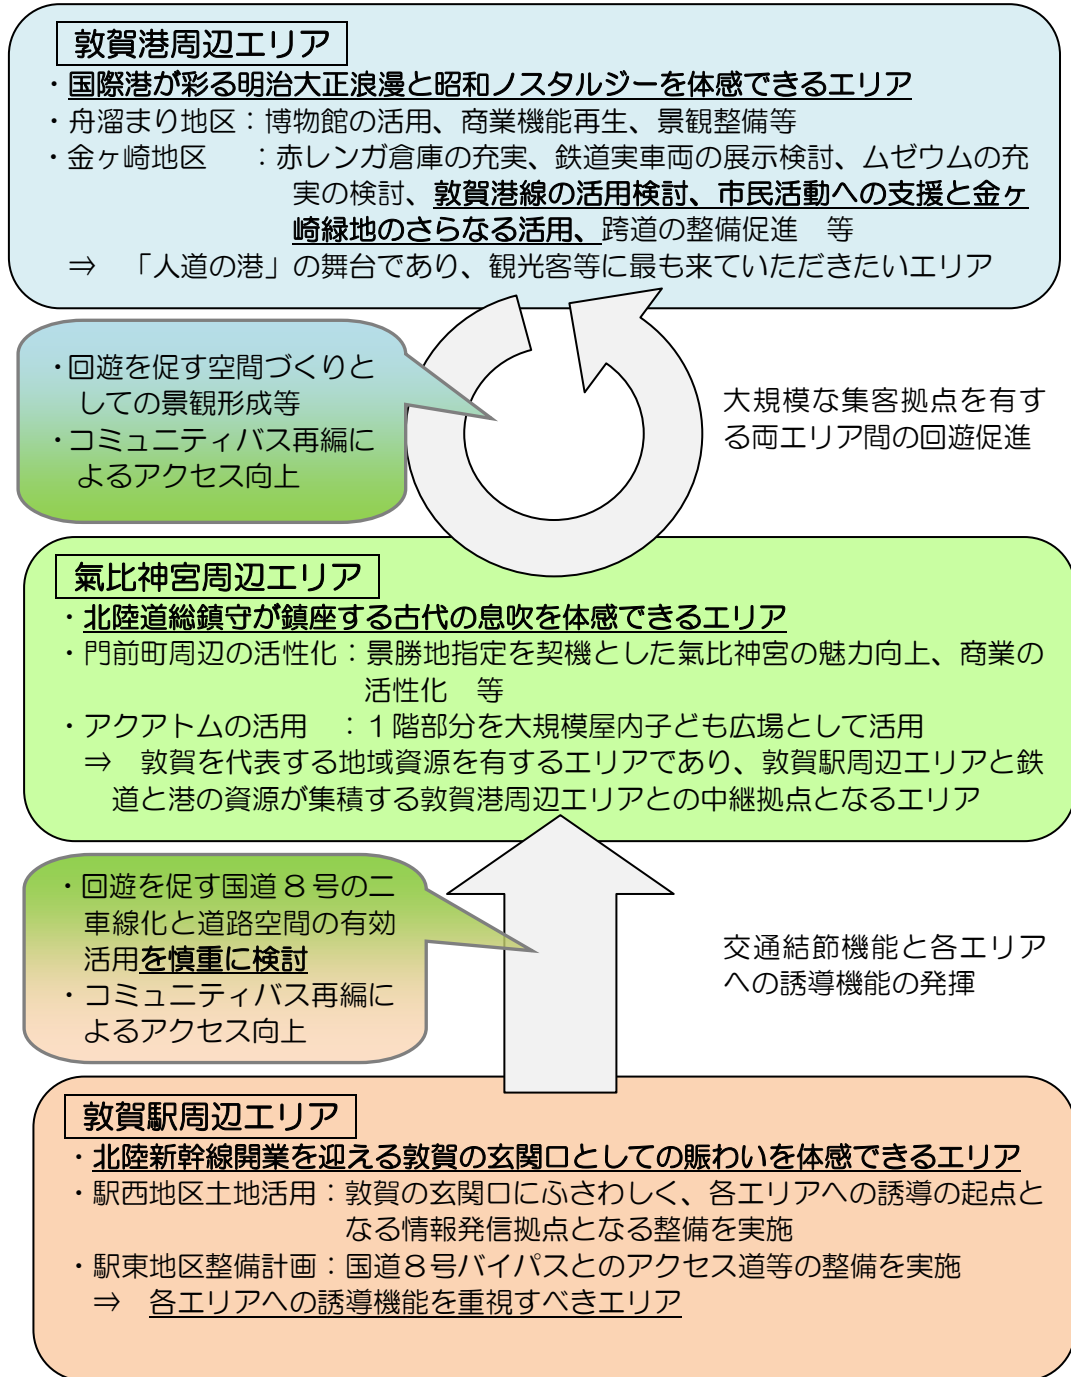 敦賀港周辺エリア
・国際港が彩る明治大正浪漫と昭和ノスタルジーを体感できるエリア
・舟溜まり地区：博物館の活用、商業機能再生、景観整備等
・金ヶ崎地区　：赤レンガ倉庫の充実、鉄道実車両の展示検討、ムゼウムの充
実の検討、敦賀港線の活用検討、市民活動への支援と金ヶ
崎緑地のさらなる活用、跨道の整備促進　等
⇒　「人道の港」の舞台であり、観光客等に最も来ていただきたいエリア
・回遊を促す空間づくりと
しての景観形成等
・コミュニティバス再編に
よるアクセス向上
大規模な集客拠点を有す
る両エリア間の回遊促進
氣比神宮周辺エリア
・北陸道総鎮守が鎮座する古代の息吹を体感できるエリア
・門前町周辺の活性化：景勝地指定を契機とした氣比神宮の魅力向上、商業の
活性化　等
・アクアトムの活用　：１階部分を大規模屋内子ども広場として活用
⇒　敦賀を代表する地域資源を有するエリアであり、敦賀駅周辺エリアと鉄
道と港の資源が集積する敦賀港周辺エリアとの中継拠点となるエリア
・回遊を促す国道８号の二
車線化と道路空間の有効
活用を慎重に検討
・コミュニティバス再編に
よるアクセス向上
交通結節機能と各エリア
への誘導機能の発揮
敦賀駅周辺エリア
・北陸新幹線開業を迎える敦賀の玄関口としての賑わいを体感できるエリア
・駅西地区土地活用：敦賀の玄関口にふさわしく、各エリアへの誘導の起点と
なる情報発信拠点となる整備を実施
・駅東地区整備計画：国道８号バイパスとのアクセス道等の整備を実施
⇒　各エリアへの誘導機能を重視すべきエリア